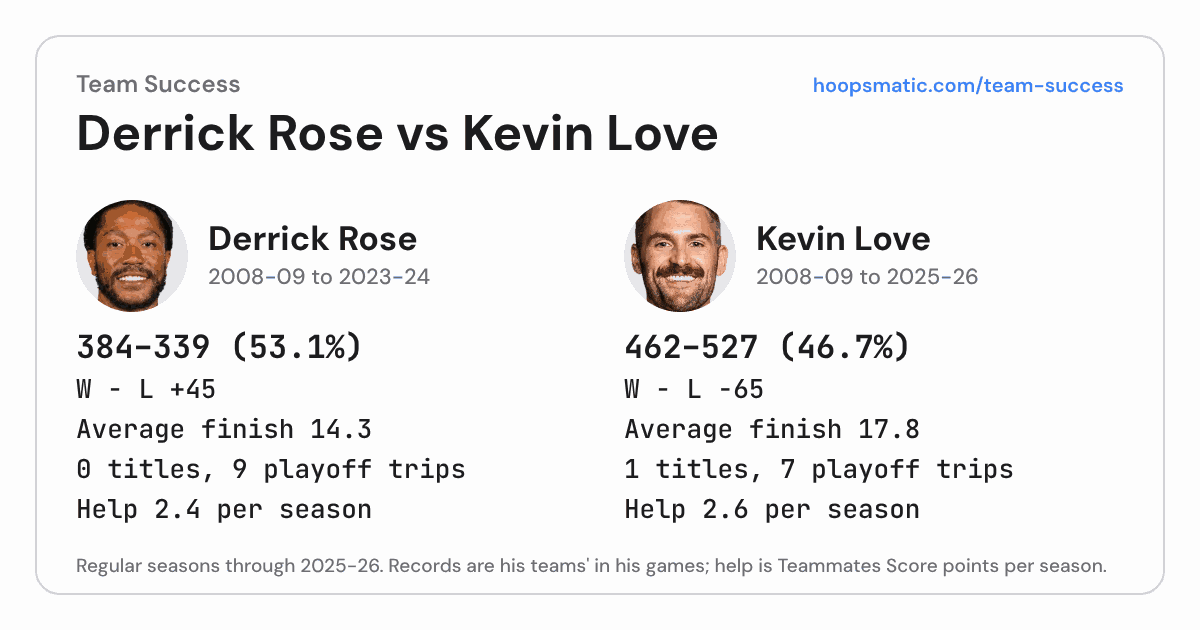 Team Success
hoopsmatic.com/team-success
Derrick Rose vs Kevin Love
Derrick Rose
2008-09 to 2023-24
384-339 (53.1%)
W - L +45
Average finish 14.3
0 titles, 9 playoff trips
Help 2.4 per season
Kevin Love
2008-09 to 2025-26
462-527 (46.7%)
W - L -65
Average finish 17.8
1 titles, 7 playoff trips
Help 2.6 per season
Regular seasons through 2025-26. Records are his teams' in his games; help is Teammates Score points per season.